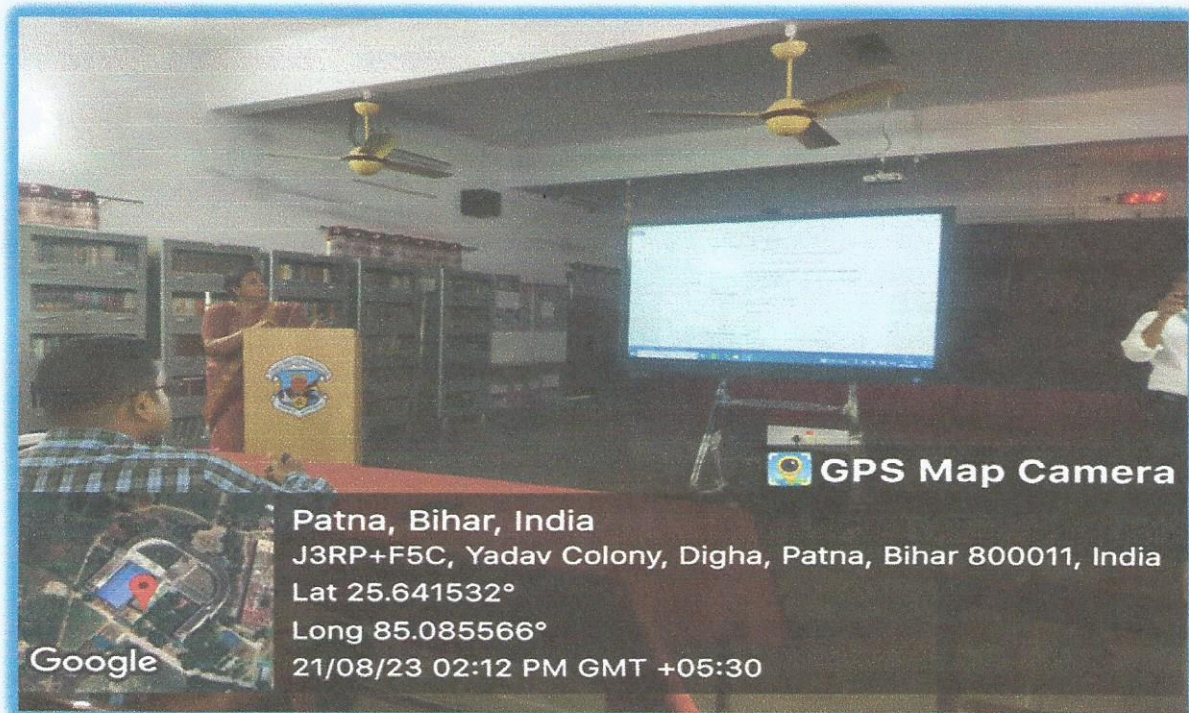 GPS Map Camera
Patna, Bihar, India
J3RP+F5C, Yadav Colony, Digha, Patna, Bihar 800011, India
Lat 25.641532°
Long 85.085566°
21/08/23 02:12 PM GMT +05:30
Google